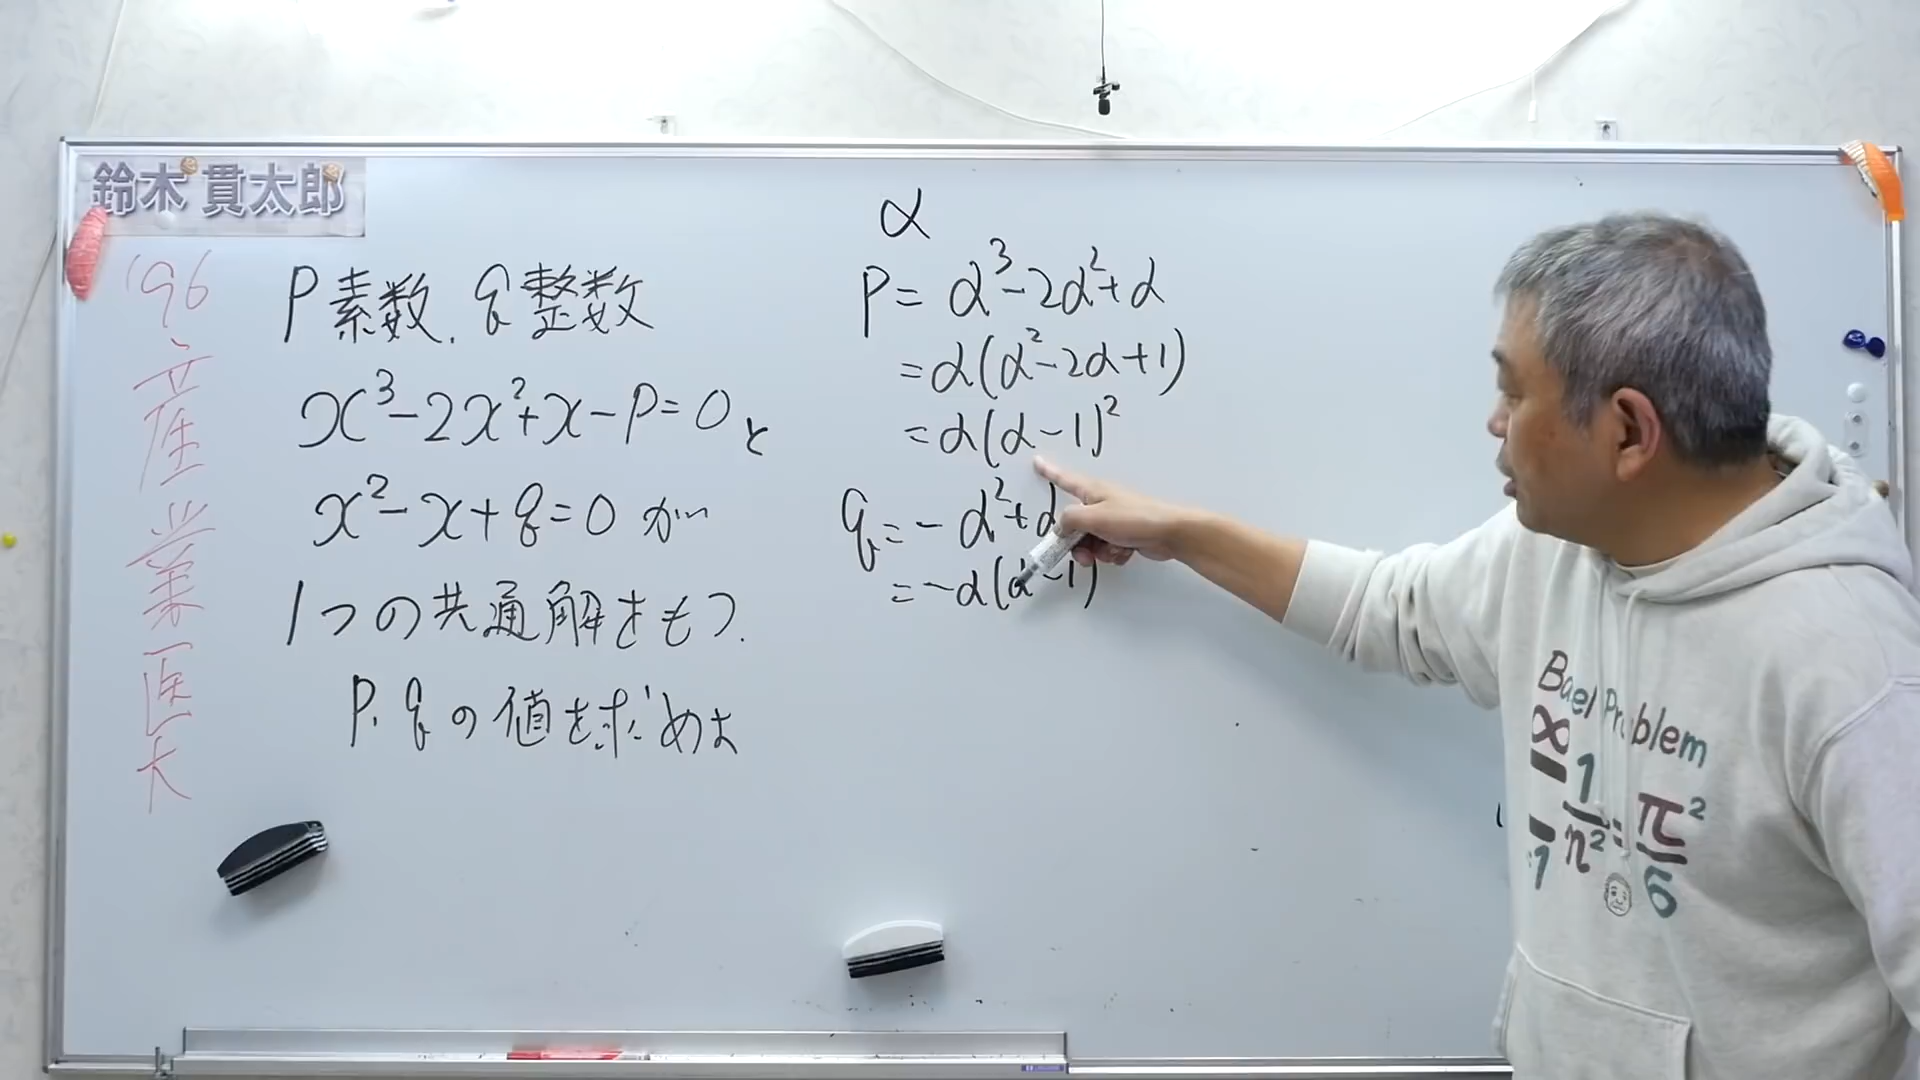 鈴木 貫太郎
'96 産業医大
P 素数, q 整数
x³-2x²+x-P=0 と
x²-x+q=0 が
1つの共通解をもつ.
P, q の値を求めよ
α
P=α³-2α²+α
=α(α²-2α+1)
=α(α-1)²
q=-α²+α
=-α(α-1)
Basel Problem
∞
1
n²
=
π²
6
=1